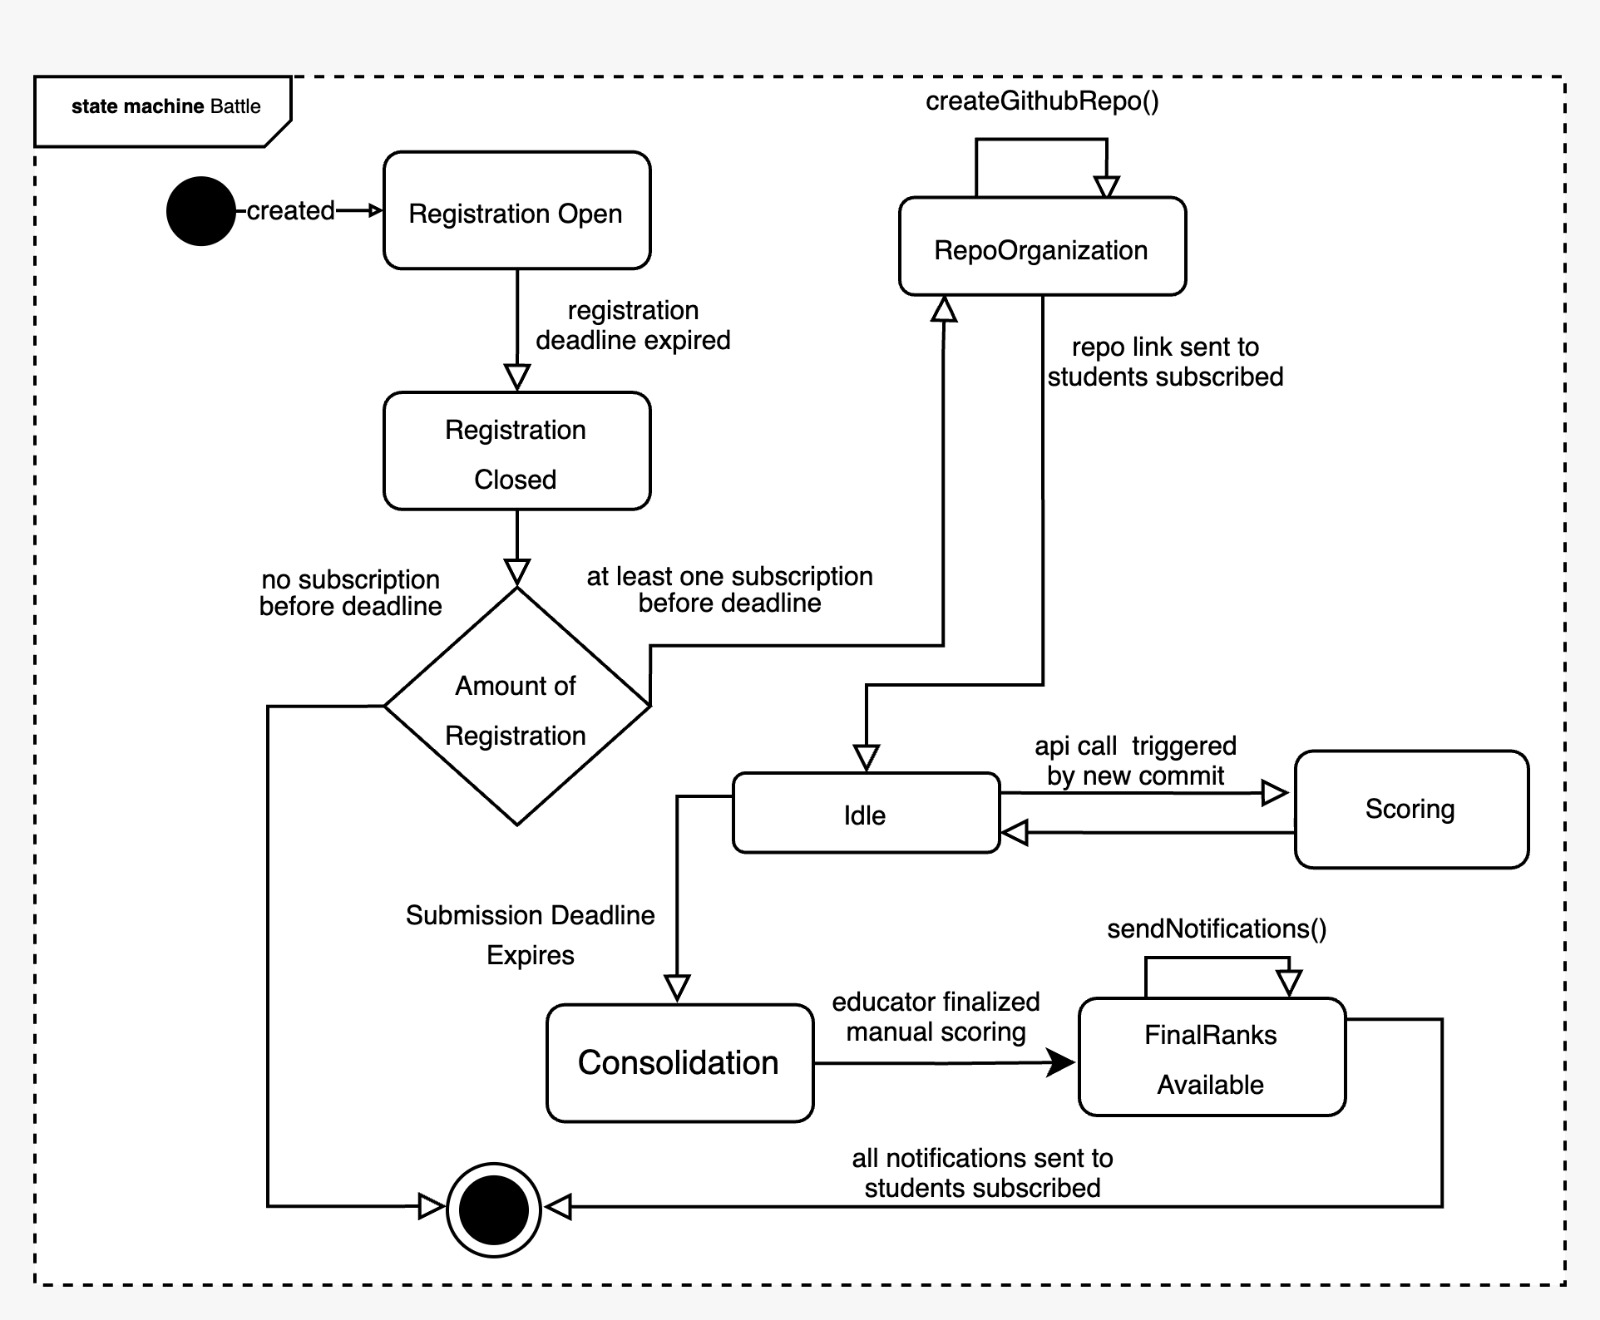 state machine Battle
createGithubRepo()
created
Registration Open
RepoOrganization
registration
deadline expired
repo link sent to
students subscribed
Registration
Closed
no subscription
before deadline
at least one subscription
before deadline
Amount of
Registration
api call  triggered
by new commit
Idle
Scoring
Submission Deadline
Expires
sendNotifications()
educator finalized
manual scoring
Consolidation
FinalRanks
Available
all notifications sent to
students subscribed